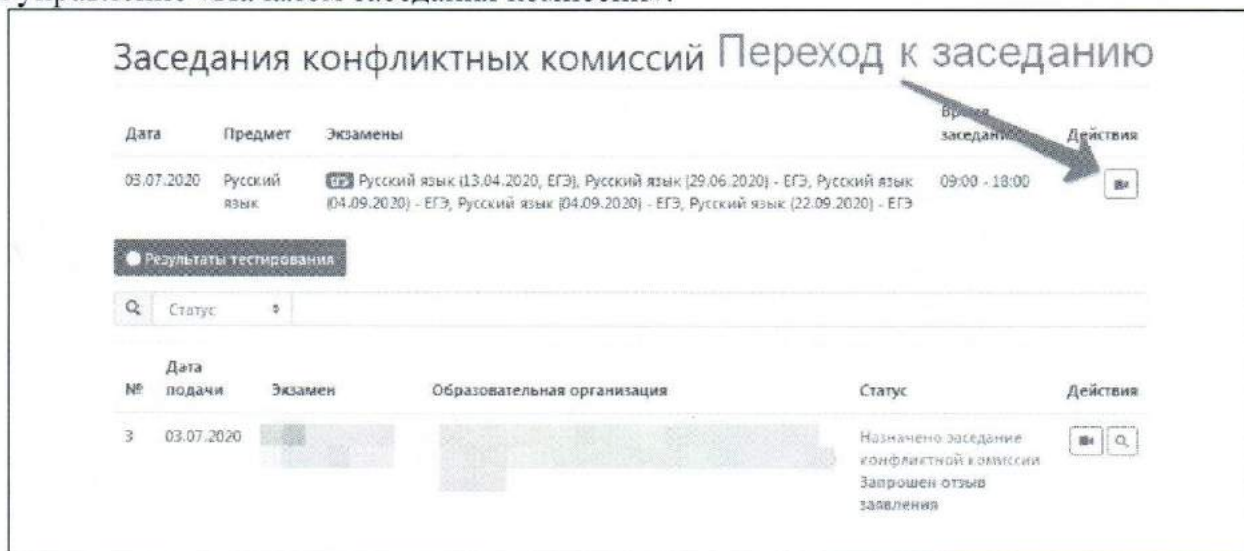 Заседания конфликтных комиссий Переход к заседанию
Дата Предмет Экзамены Время заседания Действия
03.07.2020 Русский язык Русский язык (13.04.2020, ЕГЭ), Русский язык (29.06.2020) - ЕГЭ, Русский язык 09:00 - 18:00
(04.09.2020) - ЕГЭ, Русский язык (04.09.2020) - ЕГЭ, Русский язык (22.09.2020) - ЕГЭ
Результаты тестирования
Статус
№ Дата подачи Экзамен Образовательная организация Статус Действия
3 03.07.2020 Назначено заседание
конфликтной комиссии
Запрошен отзыв
заявления